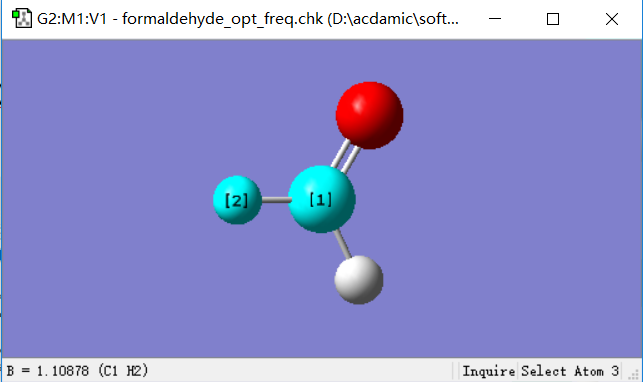 G2:M1:V1 - formaldehyde_opt_freq.chk (D:\acdamic\soft...
[2]
[1]
B = 1.10878 (C1 H2)
Inquire
Select Atom 3